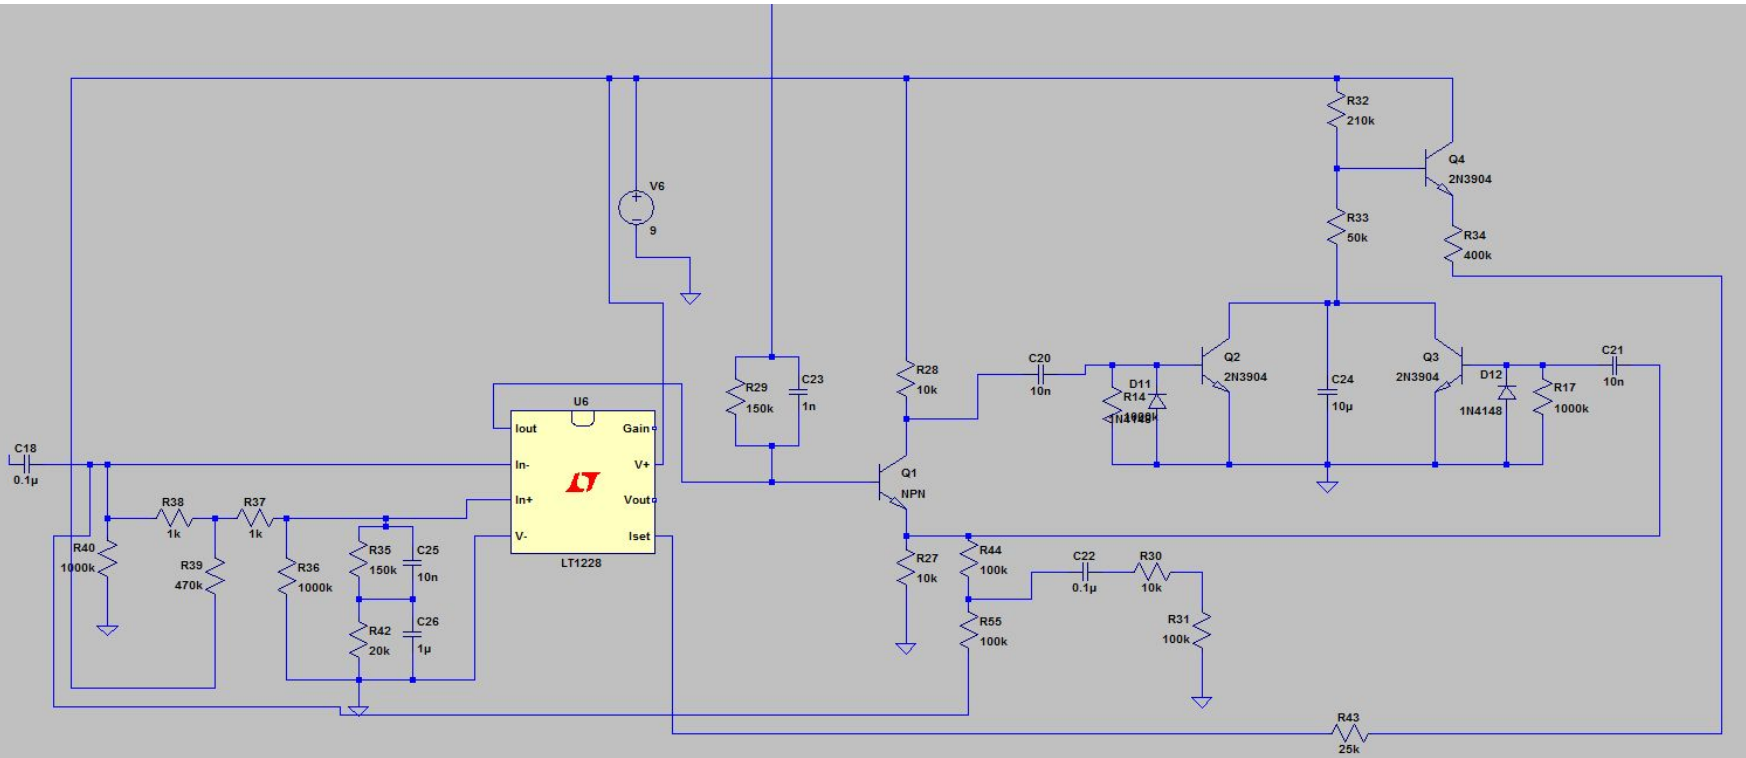 R32
210k
Q4
2N3904
V6
9
R33
50k
R34
400k
R29
150k
C23
1n
R28
10k
C20
10n
D11
R14
1N4148
Q2
2N3904
C24
10µ
Q3
2N3904
D12
1N4148
R17
1000k
C21
10n
U6
Iout
Gain
In-
V+
In+
Vout
V-
Iset
LT1228
C18
0.1µ
R38
1k
R37
1k
R40
1000k
R39
470k
R36
1000k
R35
150k
C25
10n
R42
20k
C26
1µ
Q1
NPN
R27
10k
R44
100k
R55
100k
C22
0.1µ
R30
10k
R31
100k
R43
25k